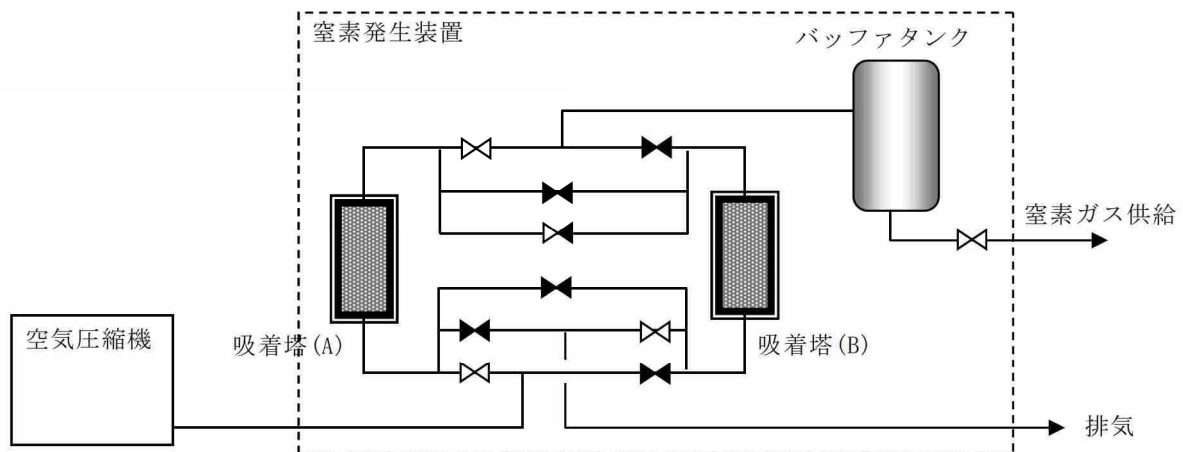 窒素発生装置
バッファタンク
窒素ガス供給
空気圧縮機
吸着塔(A)
吸着塔(B)
排気